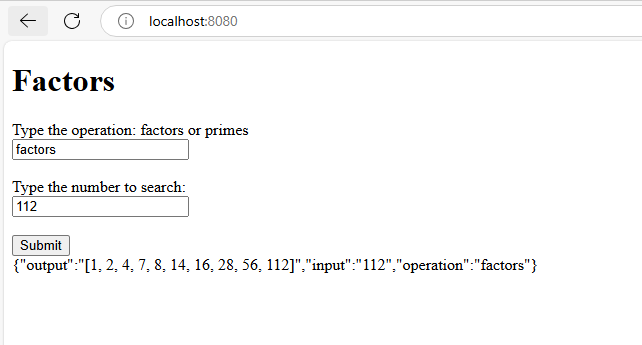 localhost:8080
Factors
Type the operation: factors or primes
factors
Type the number to search:
112
Submit
{"output":"[1, 2, 4, 7, 8, 14, 16, 28, 56, 112]","input":"112","operation":"factors"}